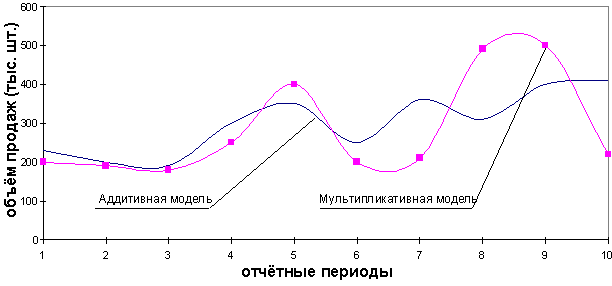 600
500
400
300
200
100
0
объём продаж (тыс. шт.)
Аддитивная модель
Мультипликативная модель
1 2 3 4 5 6 7 8 9 10
отчётные периоды